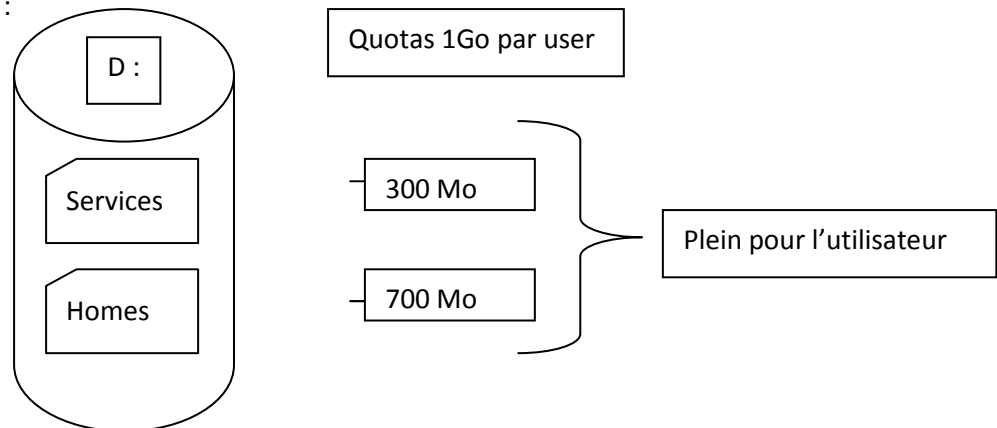 :
D :
Quotas 1Go par user
Services
300 Mo
Plein pour l’utilisateur
Homes
700 Mo